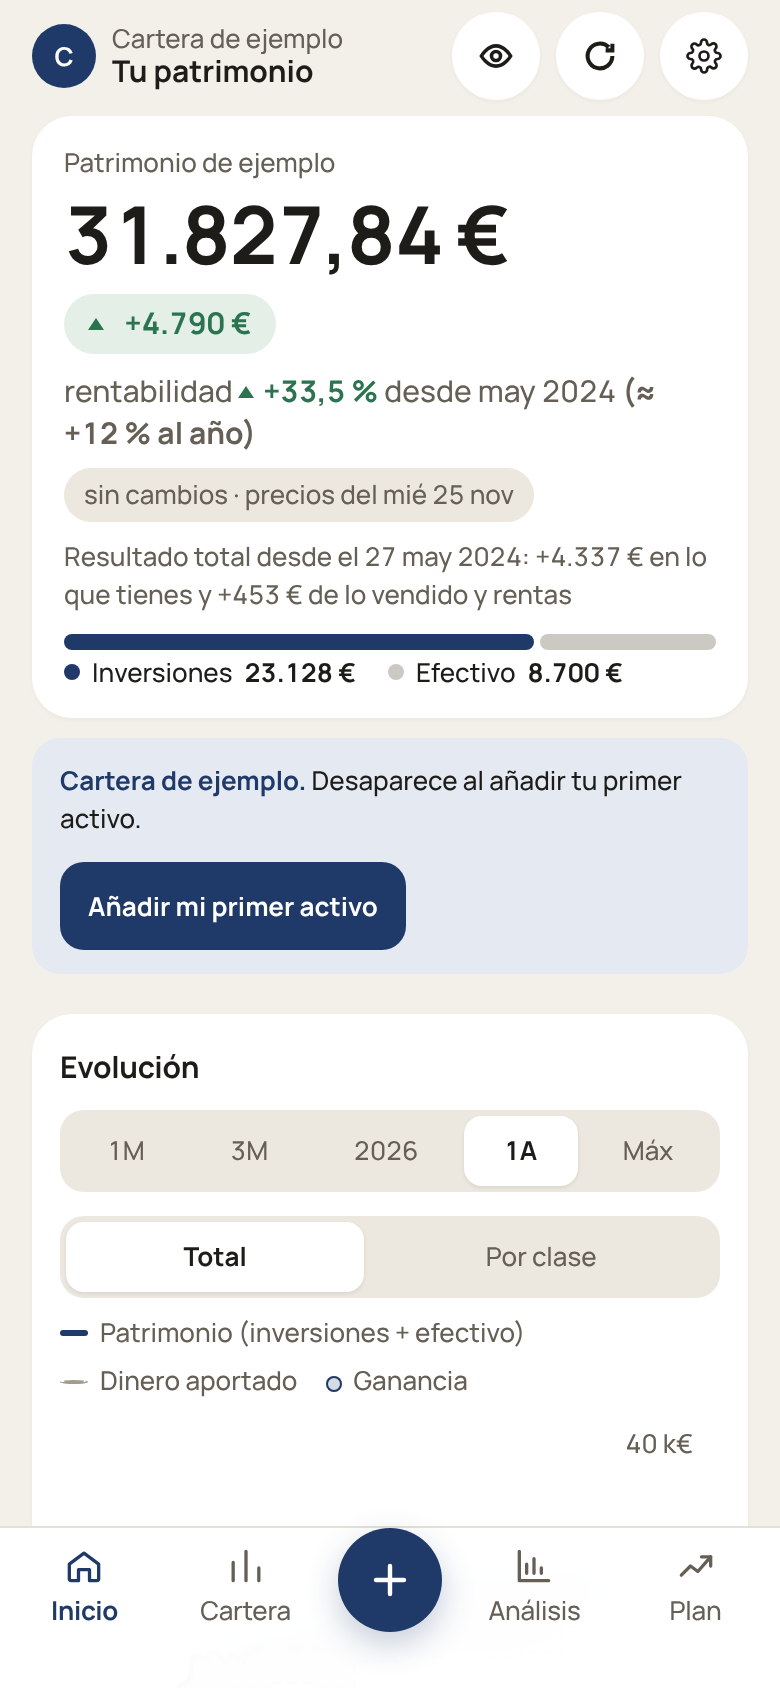 C
Cartera de ejemplo
Tu patrimonio
Patrimonio de ejemplo
31.827,84 €
▲ +4.790 €
rentabilidad ▲ +33,5 % desde may 2024 (≈
+12 % al año)
sin cambios · precios del mié 25 nov
Resultado total desde el 27 may 2024: +4.337 € en lo
que tienes y +453 € de lo vendido y rentas
Inversiones 23.128 € Efectivo 8.700 €
Cartera de ejemplo. Desaparece al añadir tu primer
activo.
Añadir mi primer activo
Evolución
1M 3M 2026 1A Máx
Total Por clase
Patrimonio (inversiones + efectivo)
Dinero aportado Ganancia
40 k€
Inicio Cartera + Análisis Plan